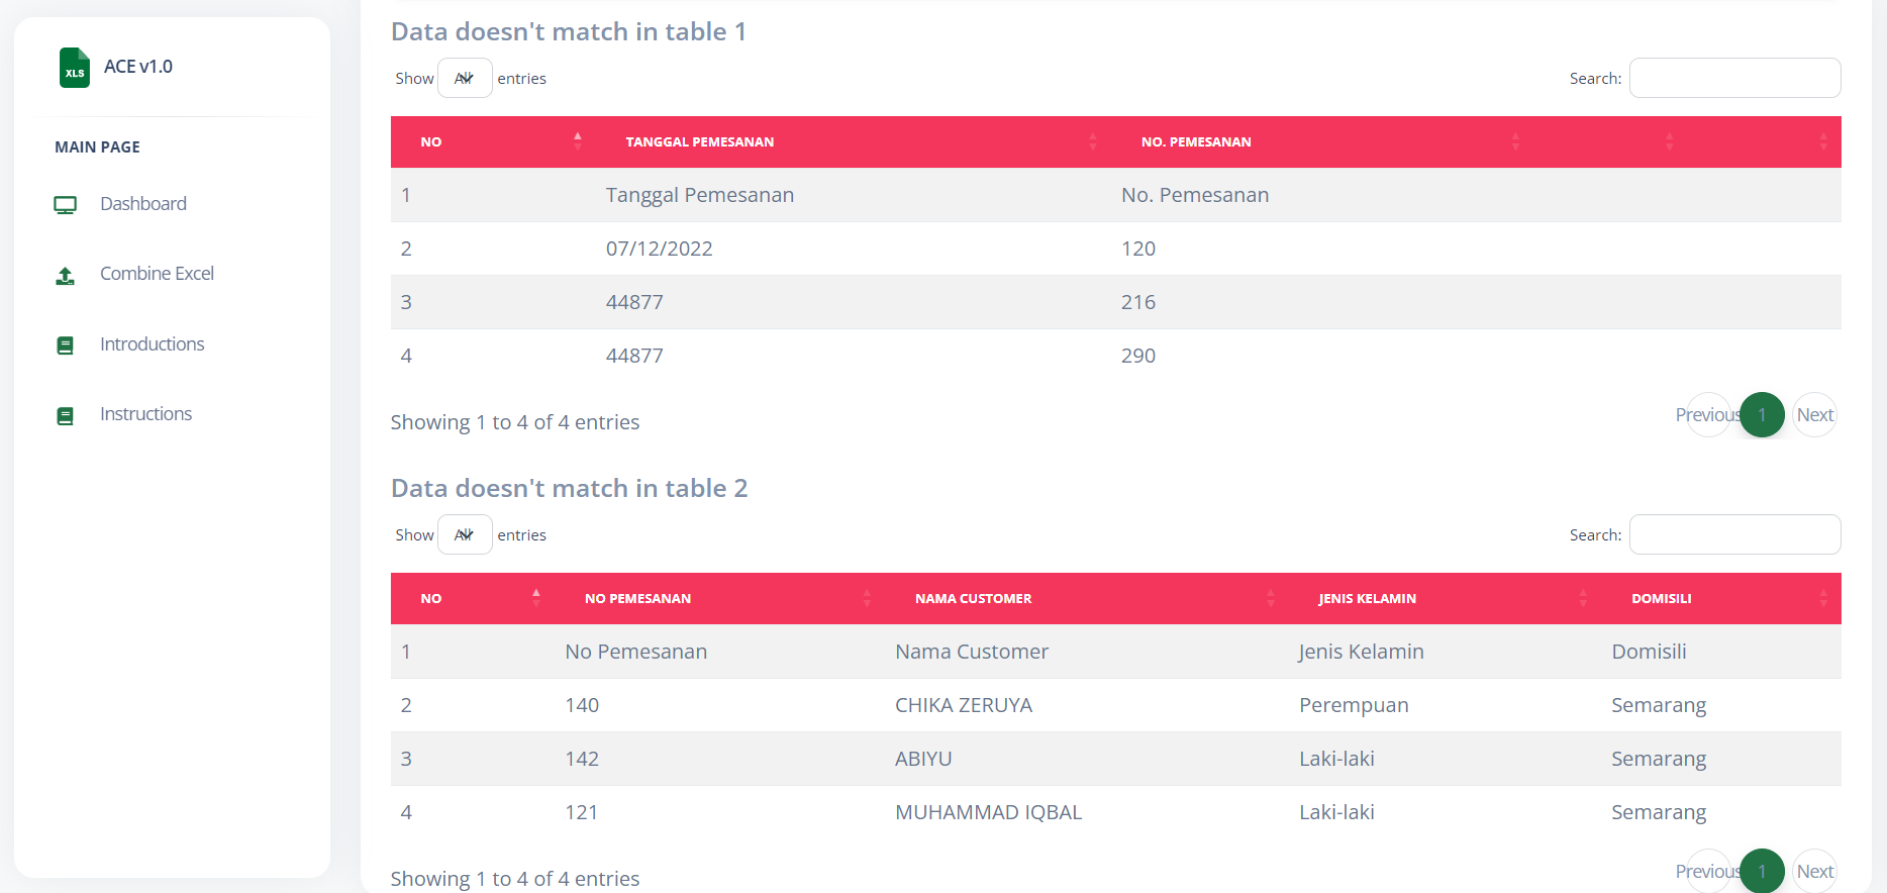 XLS ACE v1.0
MAIN PAGE
Dashboard
Combine Excel
Introductions
Instructions
Data doesn't match in table 1
Show All entries Search:
NO TANGGAL PEMESANAN NO. PEMESANAN
1 Tanggal Pemesanan No. Pemesanan
2 07/12/2022 120
3 44877 216
4 44877 290
Showing 1 to 4 of 4 entries
Previous 1 Next
Data doesn't match in table 2
Show All entries Search:
NO NO PEMESANAN NAMA CUSTOMER JENIS KELAMIN DOMISILI
1 No Pemesanan Nama Customer Jenis Kelamin Domisili
2 140 CHIKA ZERUYA Perempuan Semarang
3 142 ABIYU Laki-laki Semarang
4 121 MUHAMMAD IQBAL Laki-laki Semarang
Showing 1 to 4 of 4 entries
Previous 1 Next